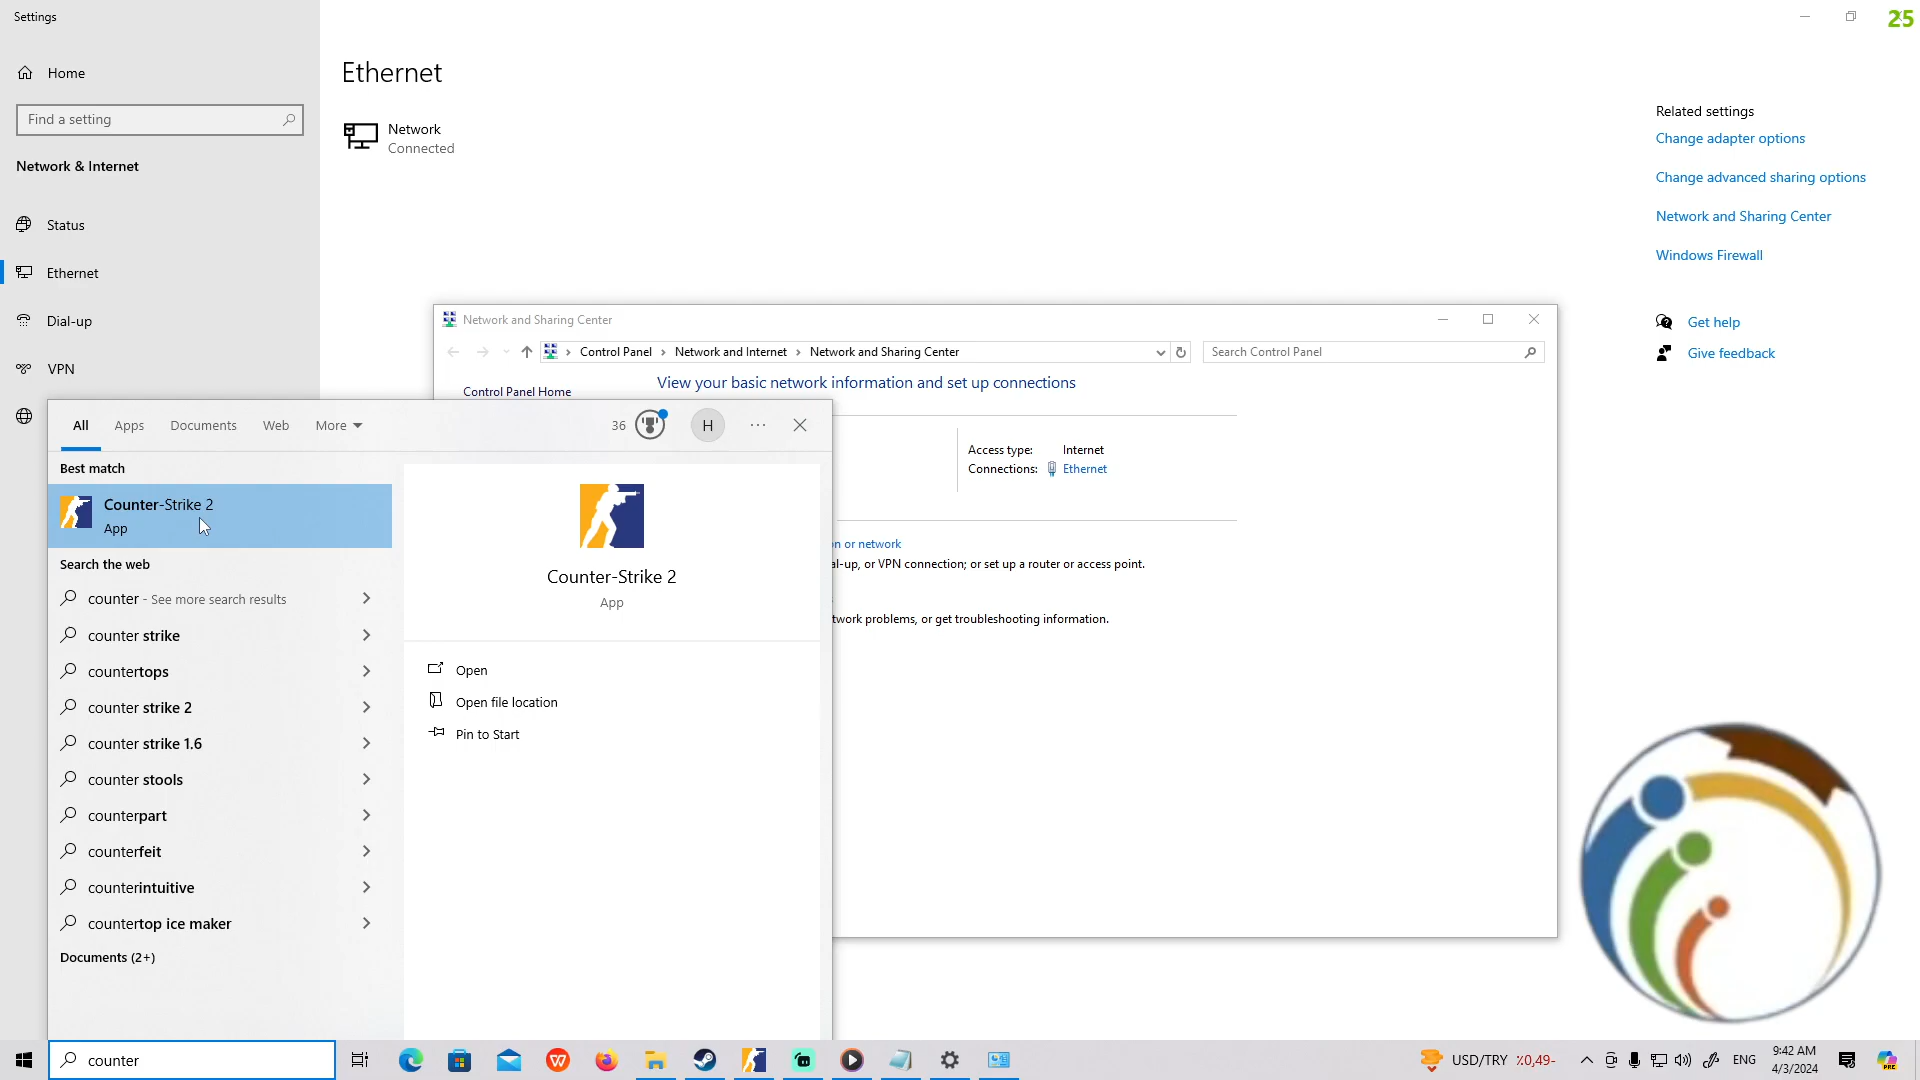 Settings
25
Home
Find a setting
Network & Internet
Status
Ethernet
Dial-up
VPN
Ethernet
Network
Connected
Related settings
Change adapter options
Change advanced sharing options
Network and Sharing Center
Windows Firewall
Get help
Give feedback
Network and Sharing Center
Control Panel
Network and Internet
Network and Sharing Center
Search Control Panel
Control Panel Home
View your basic network information and set up connections
Access type: Internet
Connections: Ethernet
or network
al-up, or VPN connection; or set up a router or access point.
twork problems, or get troubleshooting information.
All
Apps
Documents
Web
More
36
H
Best match
Counter-Strike 2
App
Search the web
counter - See more search results
counter strike
countertops
counter strike 2
counter strike 1.6
counter stools
counterpart
counterfeit
counterintuitive
countertop ice maker
Documents (2+)
Counter-Strike 2
App
Open
Open file location
Pin to Start
counter
USD/TRY %0,49-
ENG
9:42 AM
4/3/2024
PRE